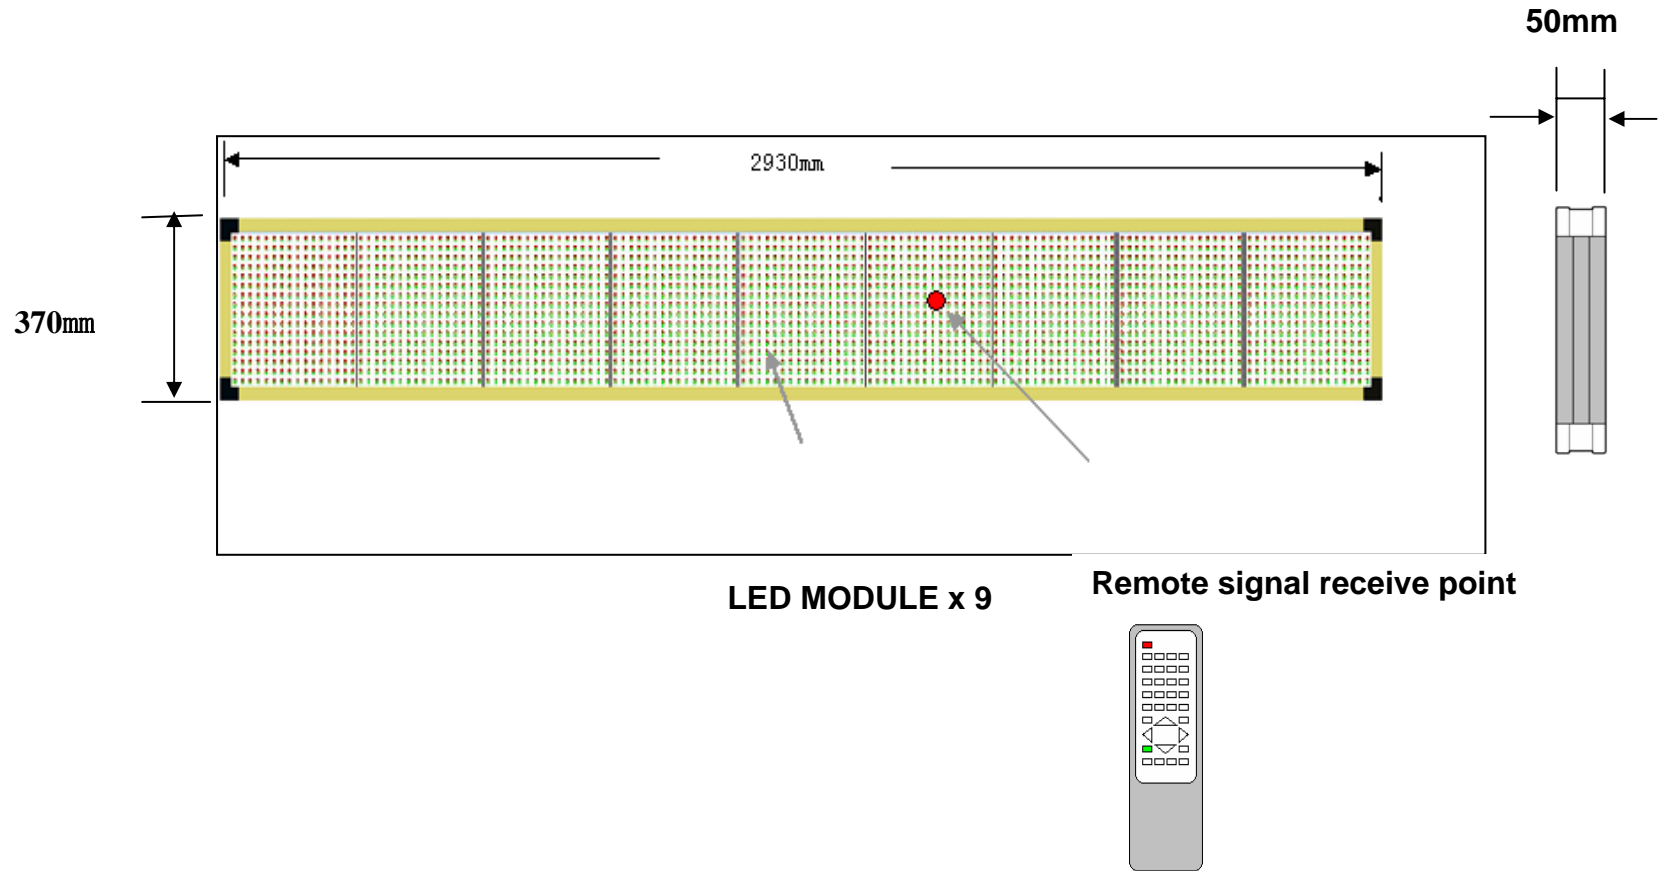 50mm
2930mm
370mm
LED MODULE x 9
Remote signal receive point